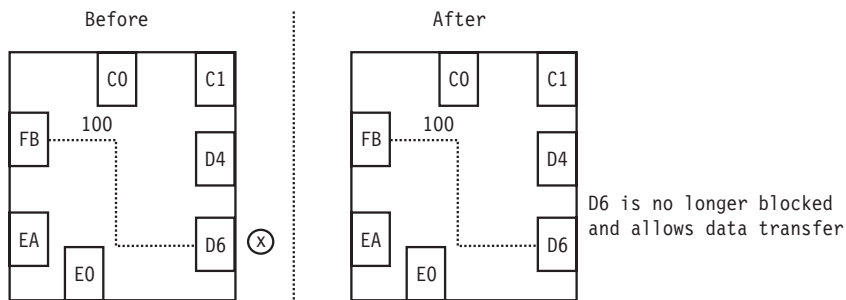 Before
After
C0
C1
FB
100
D4
EA
D6
X
E0
C0
C1
FB
100
D4
EA
D6
E0
D6 is no longer blocked
and allows data transfer